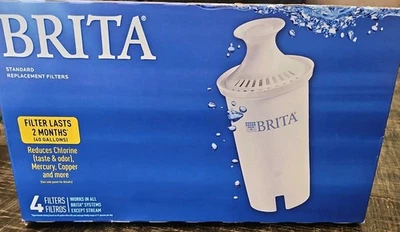 BRITA®
STANDARD
REPLACEMENT FILTERS
FILTER LASTS
2 MONTHS*
(40 GALLONS)
Reduces Chlorine
(taste & odor),
Mercury, Copper
and more
4 FILTERS
FILTROS
WORKS IN ALL
BRITA® SYSTEMS
EXCEPT STREAM
BRITA